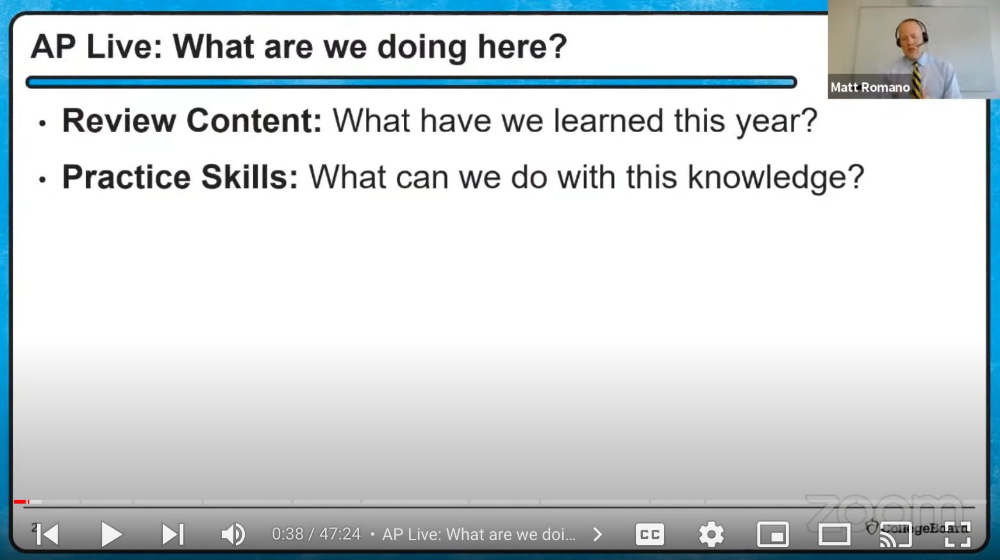 AP Live: What are we doing here?
Matt Romano
• Review Content: What have we learned this year?
• Practice Skills: What can we do with this knowledge?
zoom
2
0:38 / 47:24 • AP Live: What are we doi...
CC
CollegeBoard